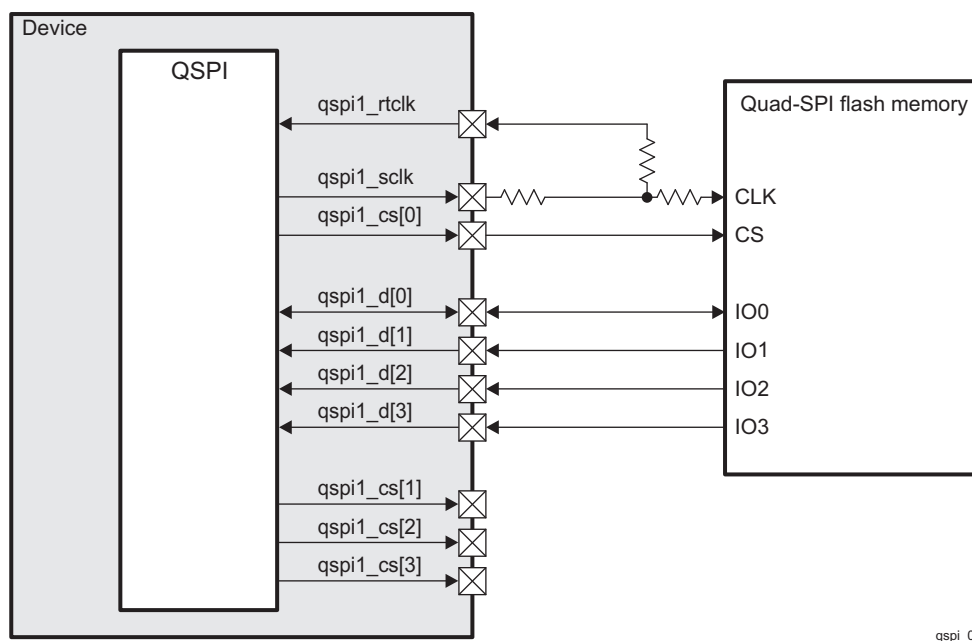 Device
QSPI
Quad-SPI flash memory
qspi1_rtclk
qspi1_sclk
CLK
qspi1_cs[0]
CS
qspi1_d[0]
IO0
qspi1_d[1]
IO1
qspi1_d[2]
IO2
qspi1_d[3]
IO3
qspi1_cs[1]
qspi1_cs[2]
qspi1_cs[3]